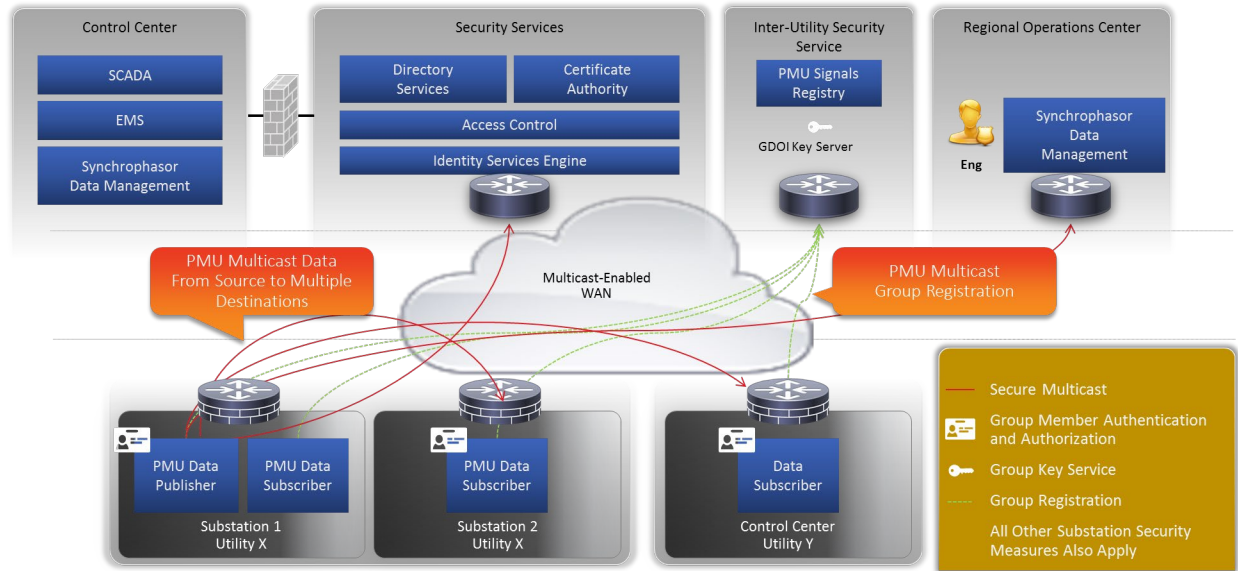 Control Center
SCADA
EMS
Synchrophasor
Data Management
Security Services
Directory
Services
Certificate
Authority
Access Control
Identity Services Engine
Inter-Utility Security
Service
PMU Signals
Registry
GDOI Key Server
Regional Operations Center
Eng
Synchrophasor
Data
Management
PMU Multicast Data
From Source to Multiple
Destinations
Multicast-Enabled
WAN
PMU Multicast
Group Registration
PMU Data
Publisher
PMU Data
Subscriber
Substation 1
Utility X
PMU Data
Subscriber
Substation 2
Utility X
Data
Subscriber
Control Center
Utility Y
Secure Multicast
Group Member Authentication
and Authorization
Group Key Service
Group Registration
All Other Substation Security
Measures Also Apply